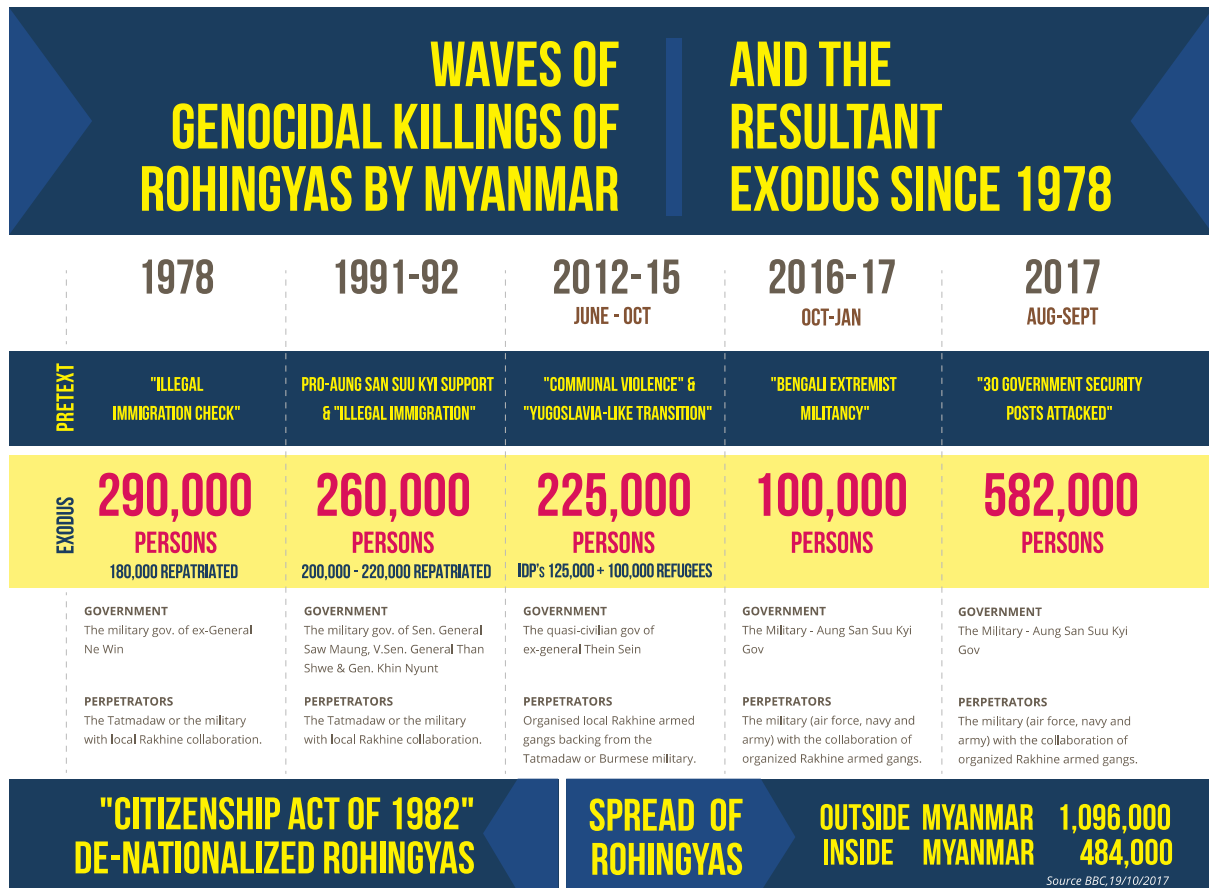 WAVES OF
GENOCIDAL KILLINGS OF
ROHINGYAS BY MYANMAR
AND THE
RESULTANT
EXODUS SINCE 1978
1978
1991-92
2012-15
JUNE - OCT
2016-17
OCT-JAN
2017
AUG-SEPT
PRETEXT
"ILLEGAL
IMMIGRATION CHECK"
PRO-AUNG SAN SUU KYI SUPPORT
& "ILLEGAL IMMIGRATION"
"COMMUNAL VIOLENCE" &
"YUGOSLAVIA-LIKE TRANSITION"
"BENGALI EXTREMIST
MILITANCY"
"30 GOVERNMENT SECURITY
POSTS ATTACKED"
EXODUS
290,000
PERSONS
180,000 REPATRIATED
260,000
PERSONS
200,000 - 220,000 REPATRIATED
225,000
PERSONS
IDP's 125,000 + 100,000 REFUGEES
100,000
PERSONS
582,000
PERSONS
GOVERNMENT
The military gov. of ex-General
Ne Win
PERPETRATORS
The Tatmadaw or the military
with local Rakhine collaboration.
GOVERNMENT
The military gov. of Sen. General
Saw Maung, V.Sen. General Than
Shwe & Gen. Khin Nyunt
PERPETRATORS
The Tatmadaw or the military
with local Rakhine collaboration.
GOVERNMENT
The quasi-civilian gov of
ex-general Thein Sein
PERPETRATORS
Organised local Rakhine armed
gangs backing from the
Tatmadaw or Burmese military.
GOVERNMENT
The Military - Aung San Suu Kyi
Gov
PERPETRATORS
The military (air force, navy and
army) with the collaboration of
organized Rakhine armed gangs.
GOVERNMENT
The Military - Aung San Suu Kyi
Gov
PERPETRATORS
The military (air force, navy and
army) with the collaboration of
organized Rakhine armed gangs.
"CITIZENSHIP ACT OF 1982"
DE-NATIONALIZED ROHINGYAS
SPREAD OF
ROHINGYAS
OUTSIDE MYANMAR 1,096,000
INSIDE MYANMAR 484,000
Source BBC,19/10/2017